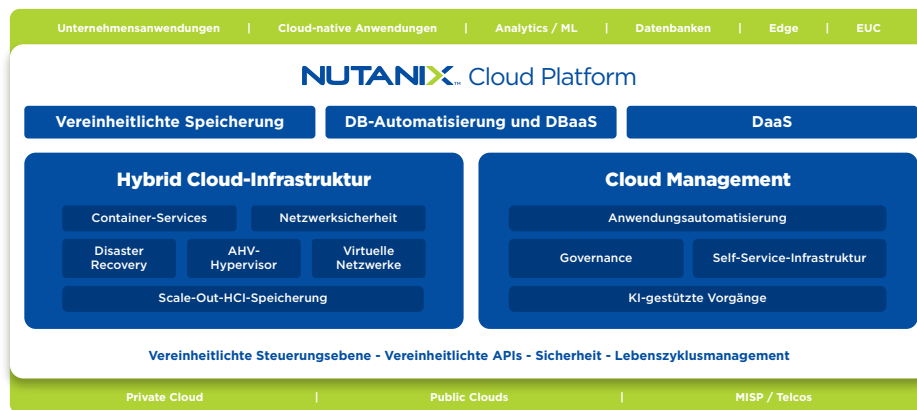 Unternehmensanwendungen | Cloud-native Anwendungen | Analytics / ML | Datenbanken | Edge | EUC
NUTANIX™ Cloud Platform
Vereinheitlichte Speicherung
DB-Automatisierung und DBaaS
DaaS
Hybrid Cloud-Infrastruktur
Container-Services
Netzwerksicherheit
Disaster
Recovery
AHV-
Hypervisor
Virtuelle
Netzwerke
Scale-Out-HCI-Speicherung
Cloud Management
Anwendungsautomatisierung
Governance
Self-Service-Infrastruktur
KI-gestützte Vorgänge
Vereinheitlichte Steuerungsebene - Vereinheitlichte APIs - Sicherheit - Lebenszyklusmanagement
Private Cloud | Public Clouds | MISP / Telcos